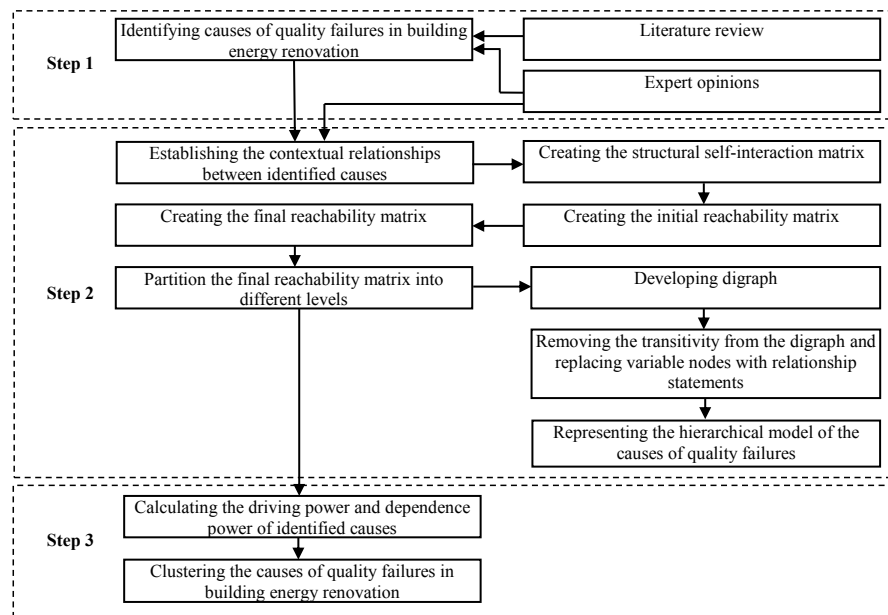 Step 1
Identifying causes of quality failures in building
energy renovation
Literature review
Expert opinions
Step 2
Establishing the contextual relationships
between identified causes
Creating the structural self-interaction matrix
Creating the final reachability matrix
Creating the initial reachability matrix
Partition the final reachability matrix into
different levels
Developing digraph
Removing the transitivity from the digraph and
replacing variable nodes with relationship
statements
Representing the hierarchical model of the
causes of quality failures
Step 3
Calculating the driving power and dependence
power of identified causes
Clustering the causes of quality failures in
building energy renovation